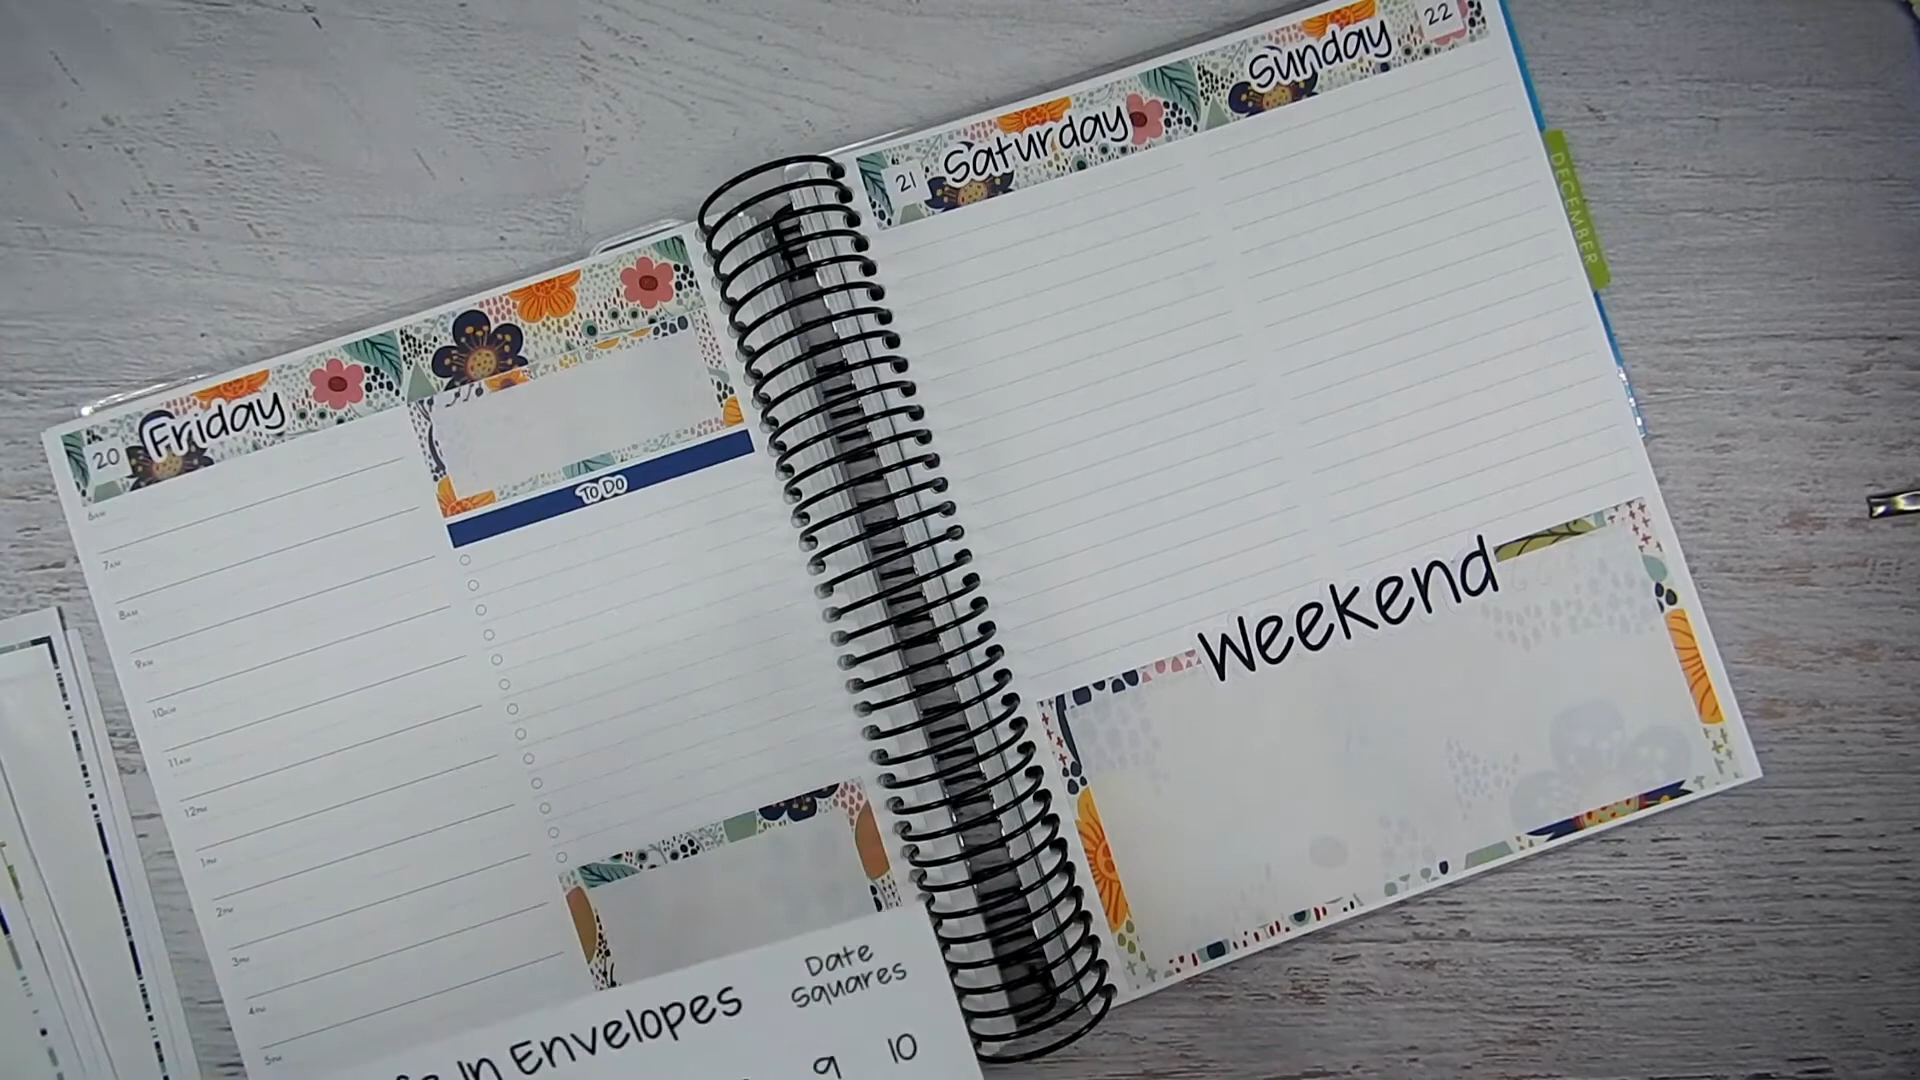 20 Friday
6AM
7AM
8AM
9AM
10AM
11AM
12PM
1PM
2PM
3PM
4PM
5PM
TO DO
21 Saturday
Sunday 22
DECEMBER
Weekend
In Envelopes
Date
Squares
9 10